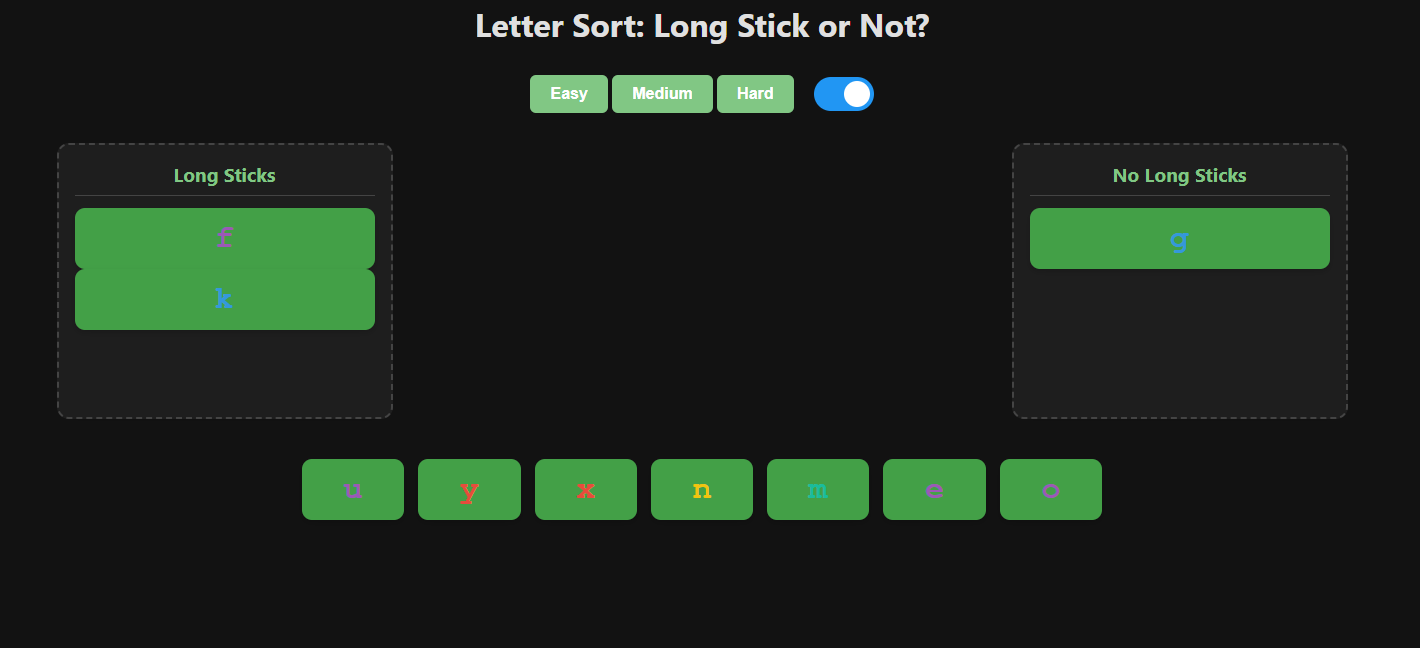 Letter Sort: Long Stick or Not?
Easy Medium Hard
Long Sticks
f
k
No Long Sticks
g
u y x n m e o